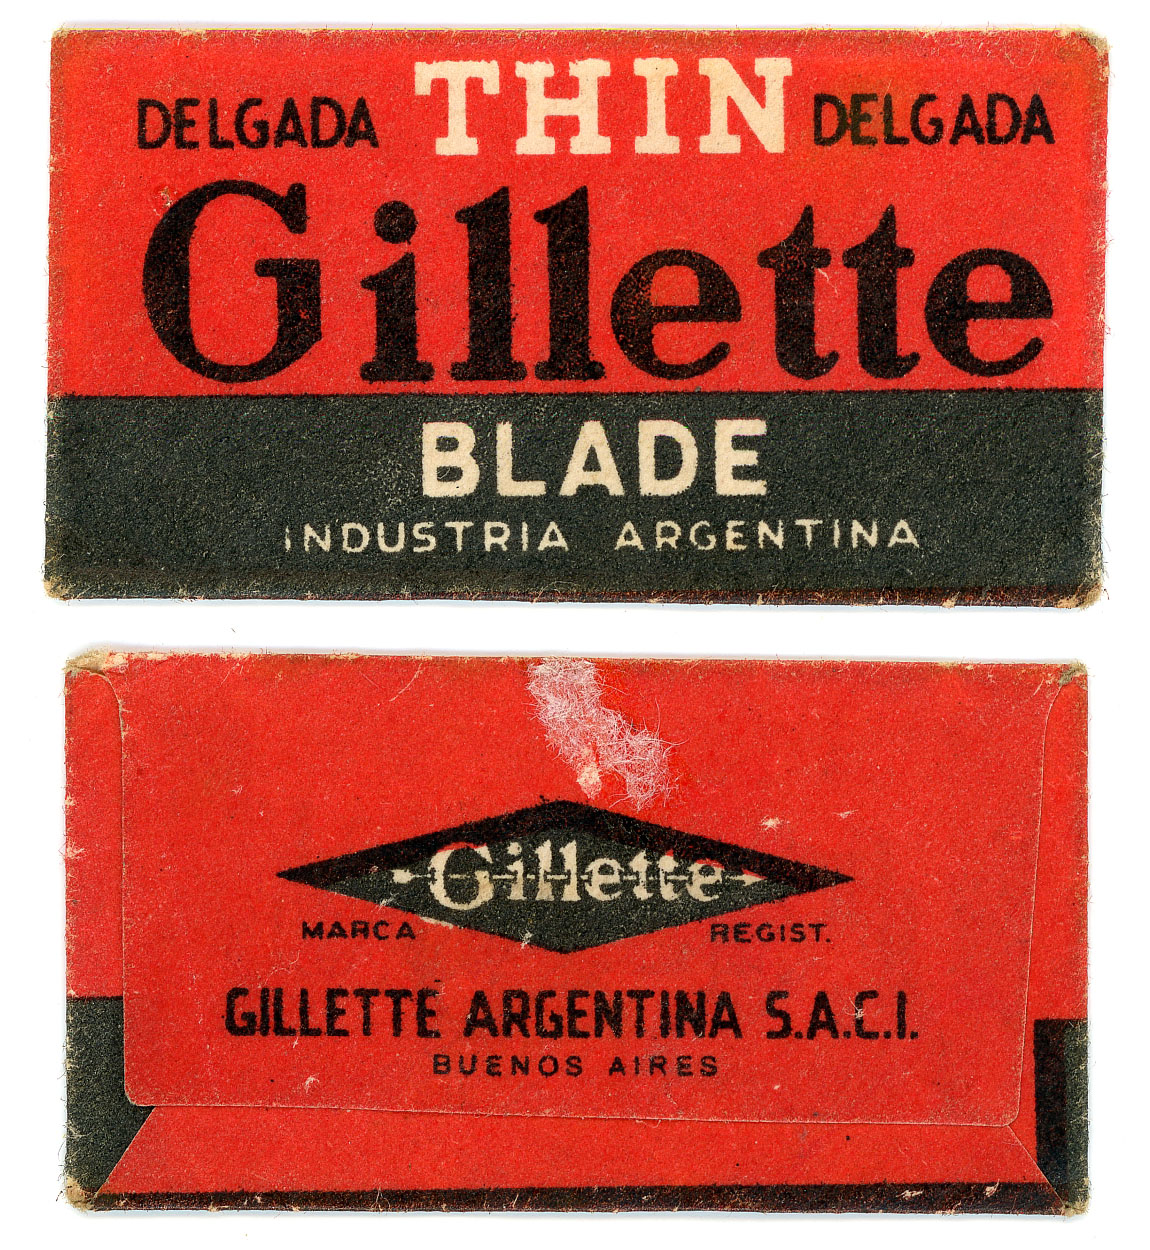 DELGADA THIN DELGADA
Gillette
BLADE
INDUSTRIA ARGENTINA
Gillette
MARCA REGIST.
GILLETTE ARGENTINA S.A.C.I.
BUENOS AIRES